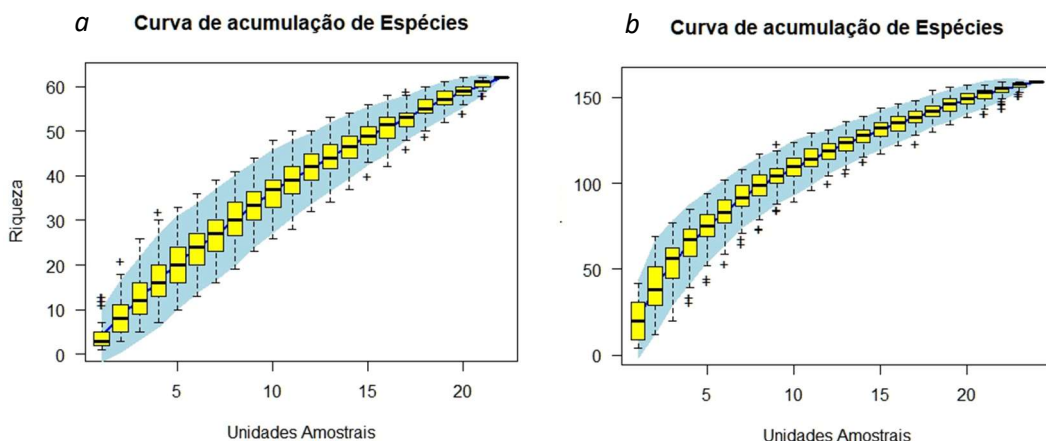 a Curva de acumulação de Espécies
Riqueza
60
50
40
30
20
10
0
5 10 15 20
Unidades Amostrais
b Curva de acumulação de Espécies
150
100
50
0
5 10 15 20
Unidades Amostrais